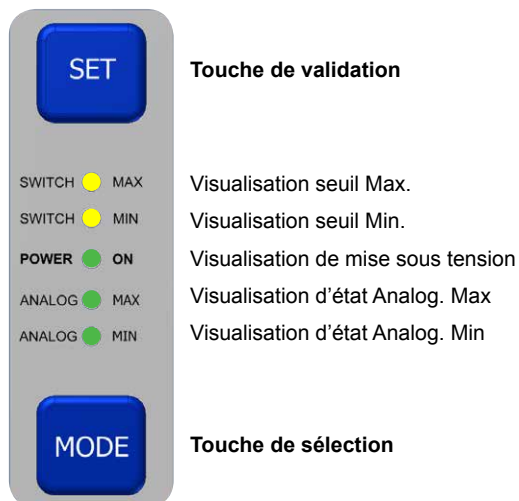 SET Touche de validation
SWITCH MAX Visualisation seuil Max.
SWITCH MIN Visualisation seuil Min.
POWER ON Visualisation de mise sous tension
ANALOG MAX Visualisation d’état Analog. Max
ANALOG MIN Visualisation d’état Analog. Min
MODE Touche de sélection